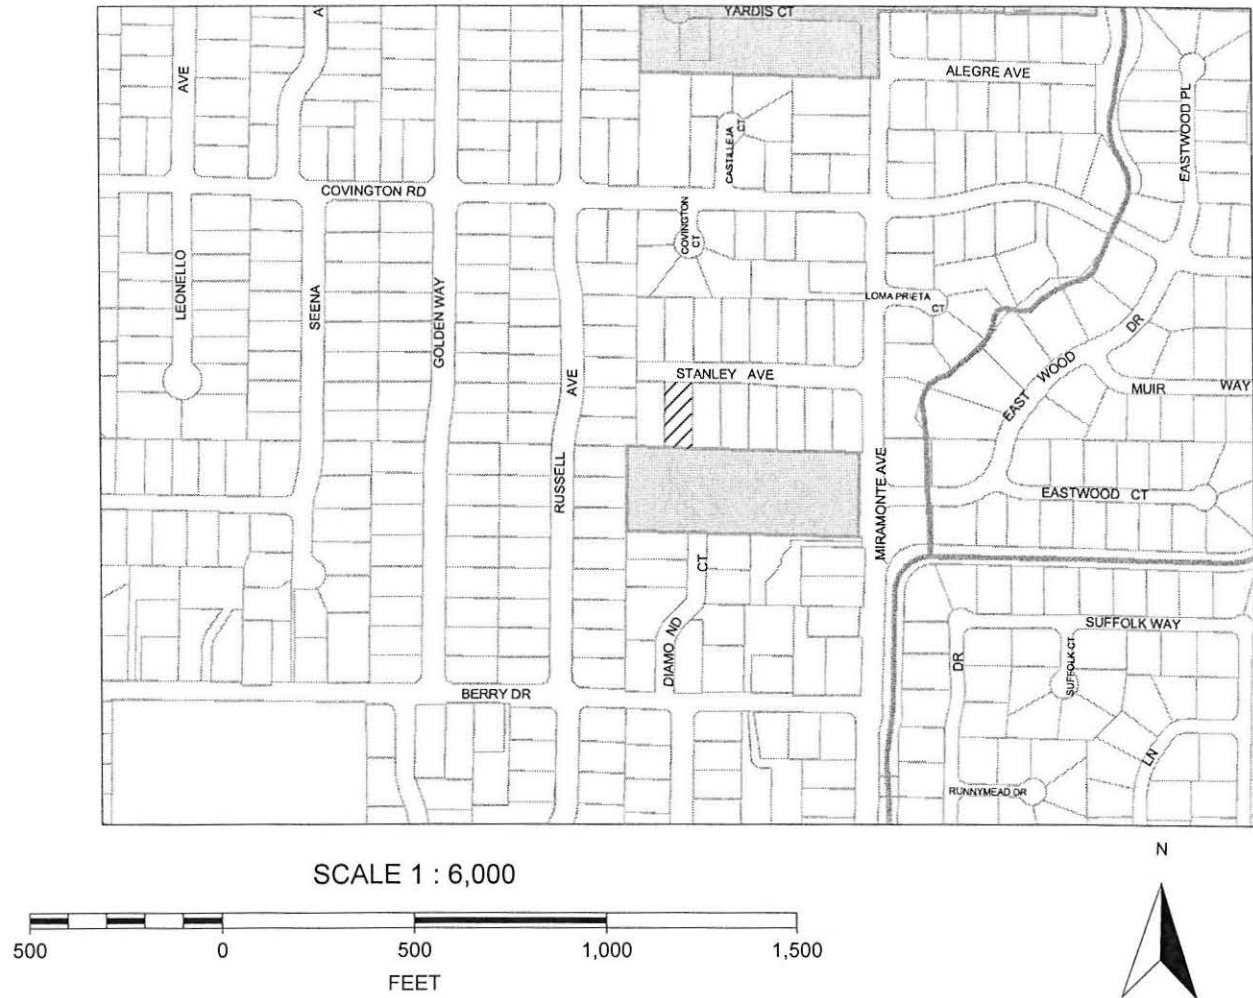 A
YARDIS CT
AVE
ALEGRE AVE
EASTWOOD PL
CASTILLEJA
CT
COVINGTON RD
COVINGTON
CT
LEONELLO
SEENA
GOLDEN WAY
LOMA PRIETA
CT
EAST WOOD DR
STANLEY AVE
AVE
MUIR WAY
RUSSELL
MIRAMONTE AVE
EASTWOOD CT
DIAMO ND CT
SUFFOLK WAY
DR
SUFFOLK CT
BERRY DR
LN
RUNNYMEAD DR
SCALE 1 : 6,000
500 0 500 1,000 1,500
FEET
N